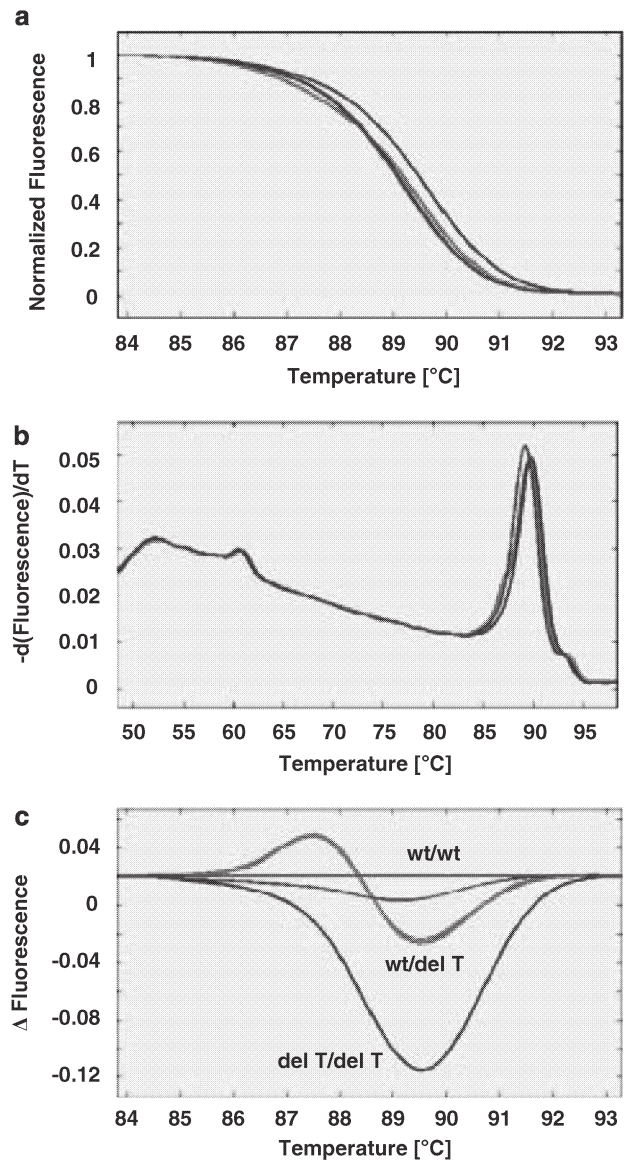 a
Normalized Fluorescence
1
0.8
0.6
0.4
0.2
0
84 85 86 87 88 89 90 91 92 93
Temperature [°C]
b
-d(Fluorescence)/dT
0.05
0.04
0.03
0.02
0.01
0
50 55 60 65 70 75 80 85 90 95
Temperature [°C]
c
Δ Fluorescence
0.04
0
-0.04
-0.08
-0.12
wt/wt
wt/del T
del T/del T
84 85 86 87 88 89 90 91 92 93
Temperature [°C]